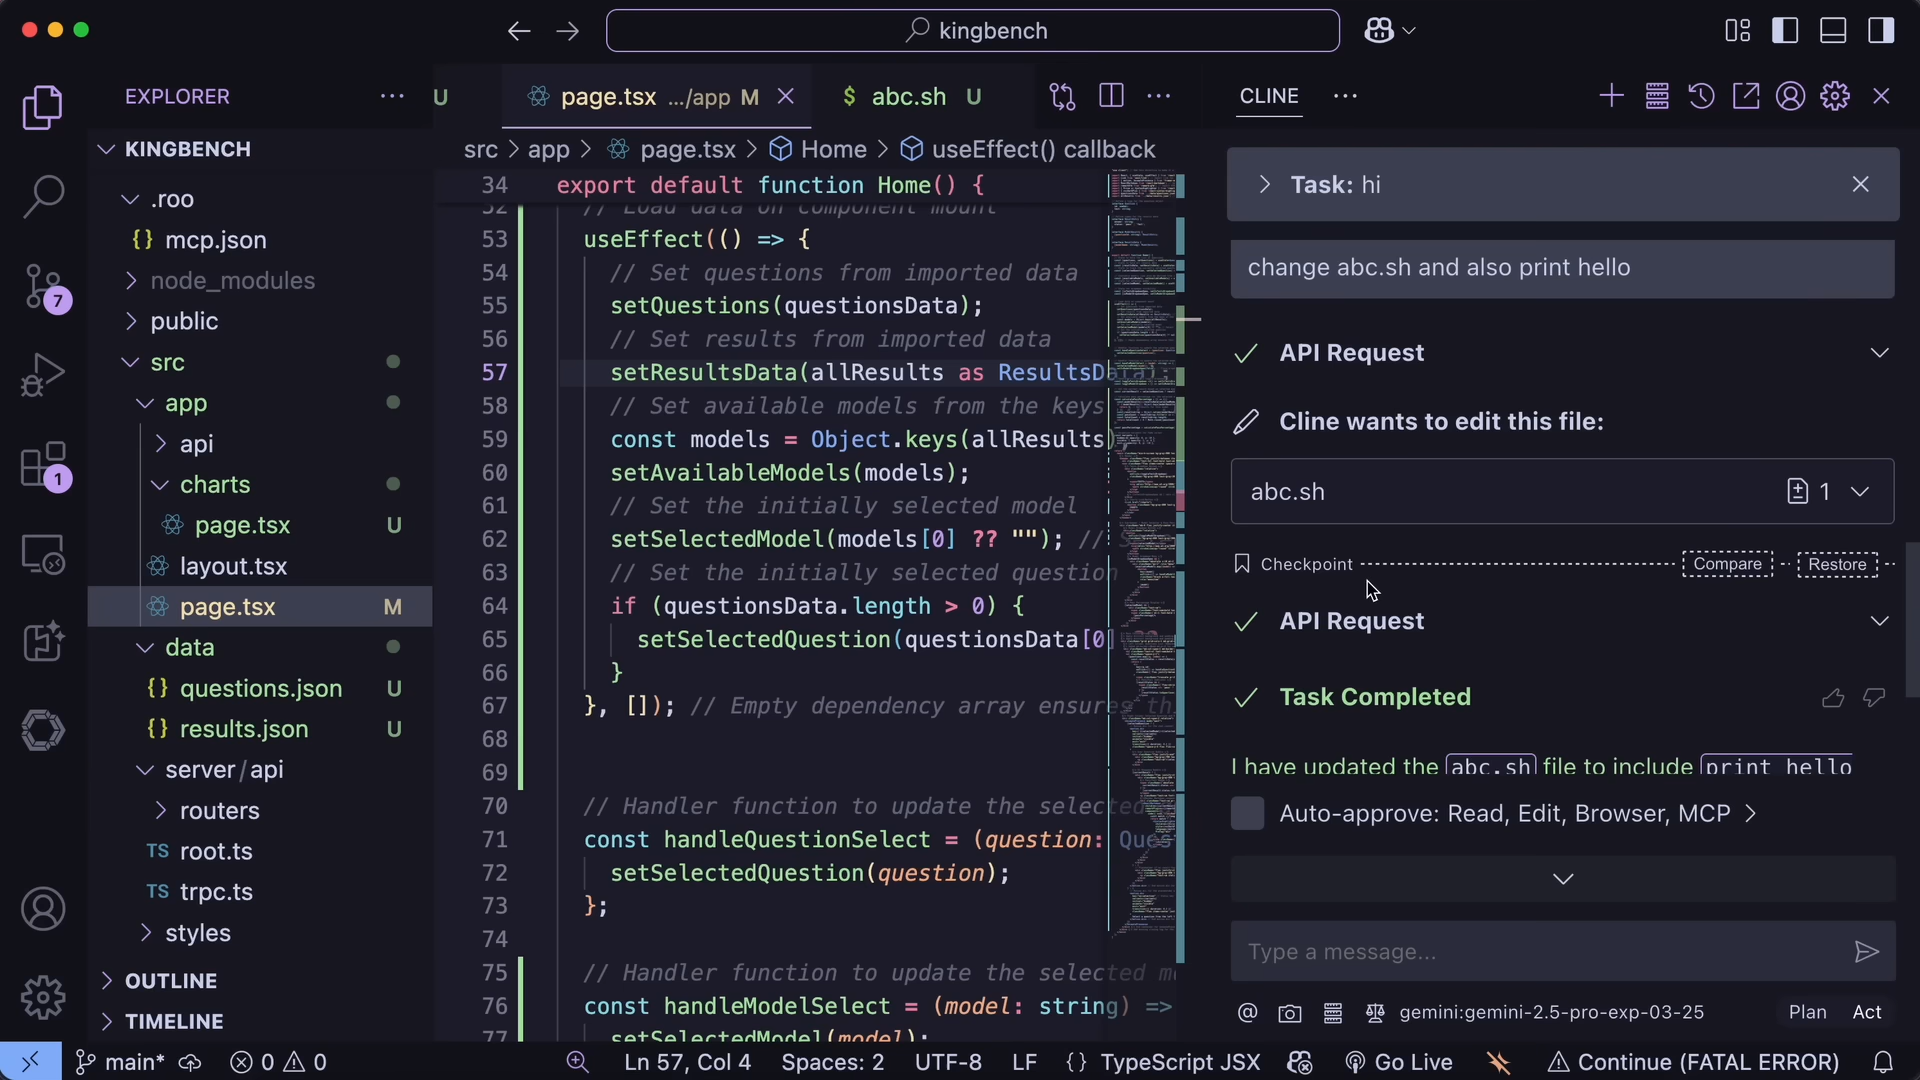 kingbench
EXPLORER
KINGBENCH
.roo
{} mcp.json
node_modules
public
src
app
api
charts
page.tsx U
layout.tsx
page.tsx M
data
{} questions.json U
{} results.json U
server/api
routers
TS root.ts
TS trpc.ts
styles
OUTLINE
TIMELINE
7
1
U
page.tsx .../app M
$ abc.sh U
src > app > page.tsx > Home > useEffect() callback
34 export default function Home() {
52 // Load data on component mount
53 useEffect(() => {
54 // Set questions from imported data
55 setQuestions(questionsData);
56 // Set results from imported data
57 setResultsData(allResults as ResultsData);
58 // Set available models from the keys
59 const models = Object.keys(allResults)
60 setAvailableModels(models);
61 // Set the initially selected model
62 setSelectedModel(models[0] ?? ""); //
63 // Set the initially selected question
64 if (questionsData.length > 0) {
65 setSelectedQuestion(questionsData[0]
66 }
67 }, []); // Empty dependency array ensures
68
69
70 // Handler function to update the selected
71 const handleQuestionSelect = (question: Ques
72 setSelectedQuestion(question);
73 };
74
75 // Handler function to update the selected
76 const handleModelSelect = (model: string) =>
77 setSelectedModel(model);
CLINE
Task: hi
change abc.sh and also print hello
API Request
Cline wants to edit this file:
abc.sh 1
Checkpoint Compare Restore
API Request
Task Completed
I have updated the abc.sh file to include print hello
Auto-approve: Read, Edit, Browser, MCP
Type a message...
@ gemini:gemini-2.5-pro-exp-03-25 Plan Act
main* 0 0 Ln 57, Col 4 Spaces: 2 UTF-8 LF {} TypeScript JSX Go Live Continue (FATAL ERROR)